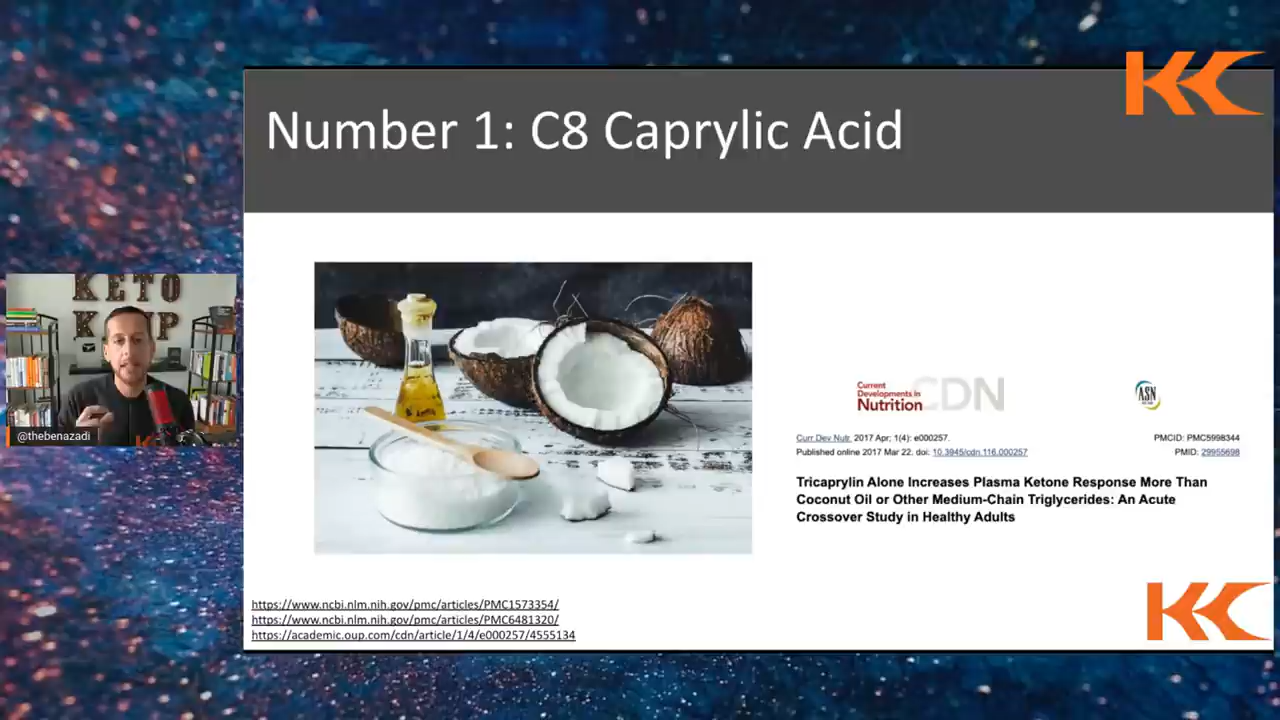 Number 1: C8 Caprylic Acid
KETO
@thebenazadi
Current
Developments in
Nutrition
CDN
ASN
Curr Dev Nutr. 2017 Apr; 1(4): e000257.
PMCID: PMC5998344
Published online 2017 Mar 22. doi: 10.3945/cdn.116.000257
PMID: 29955698
Tricaprylin Alone Increases Plasma Ketone Response More Than
Coconut Oil or Other Medium-Chain Triglycerides: An Acute
Crossover Study in Healthy Adults
https://www.ncbi.nlm.nih.gov/pmc/articles/PMC1573354/
https://www.ncbi.nlm.nih.gov/pmc/articles/PMC6481320/
https://academic.oup.com/cdn/article/1/4/e000257/4555134